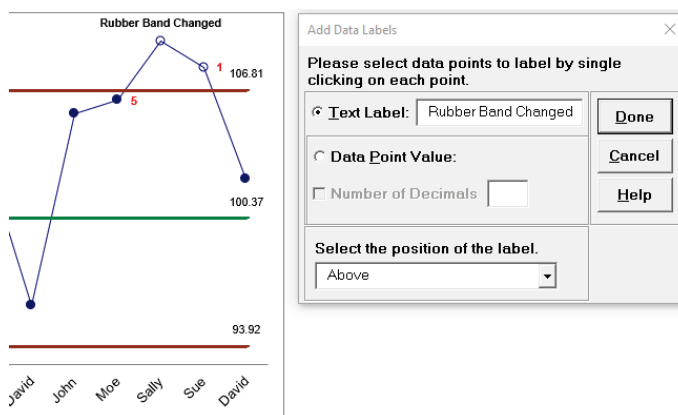 Rubber Band Changed
1
106.81
5
100.37
93.92
David
John
Moe
Sally
Sue
David
Add Data Labels
Please select data points to label by single
clicking on each point.
Text Label:
Rubber Band Changed
Data Point Value:
Number of Decimals
Select the position of the label.
Above
Done
Cancel
Help